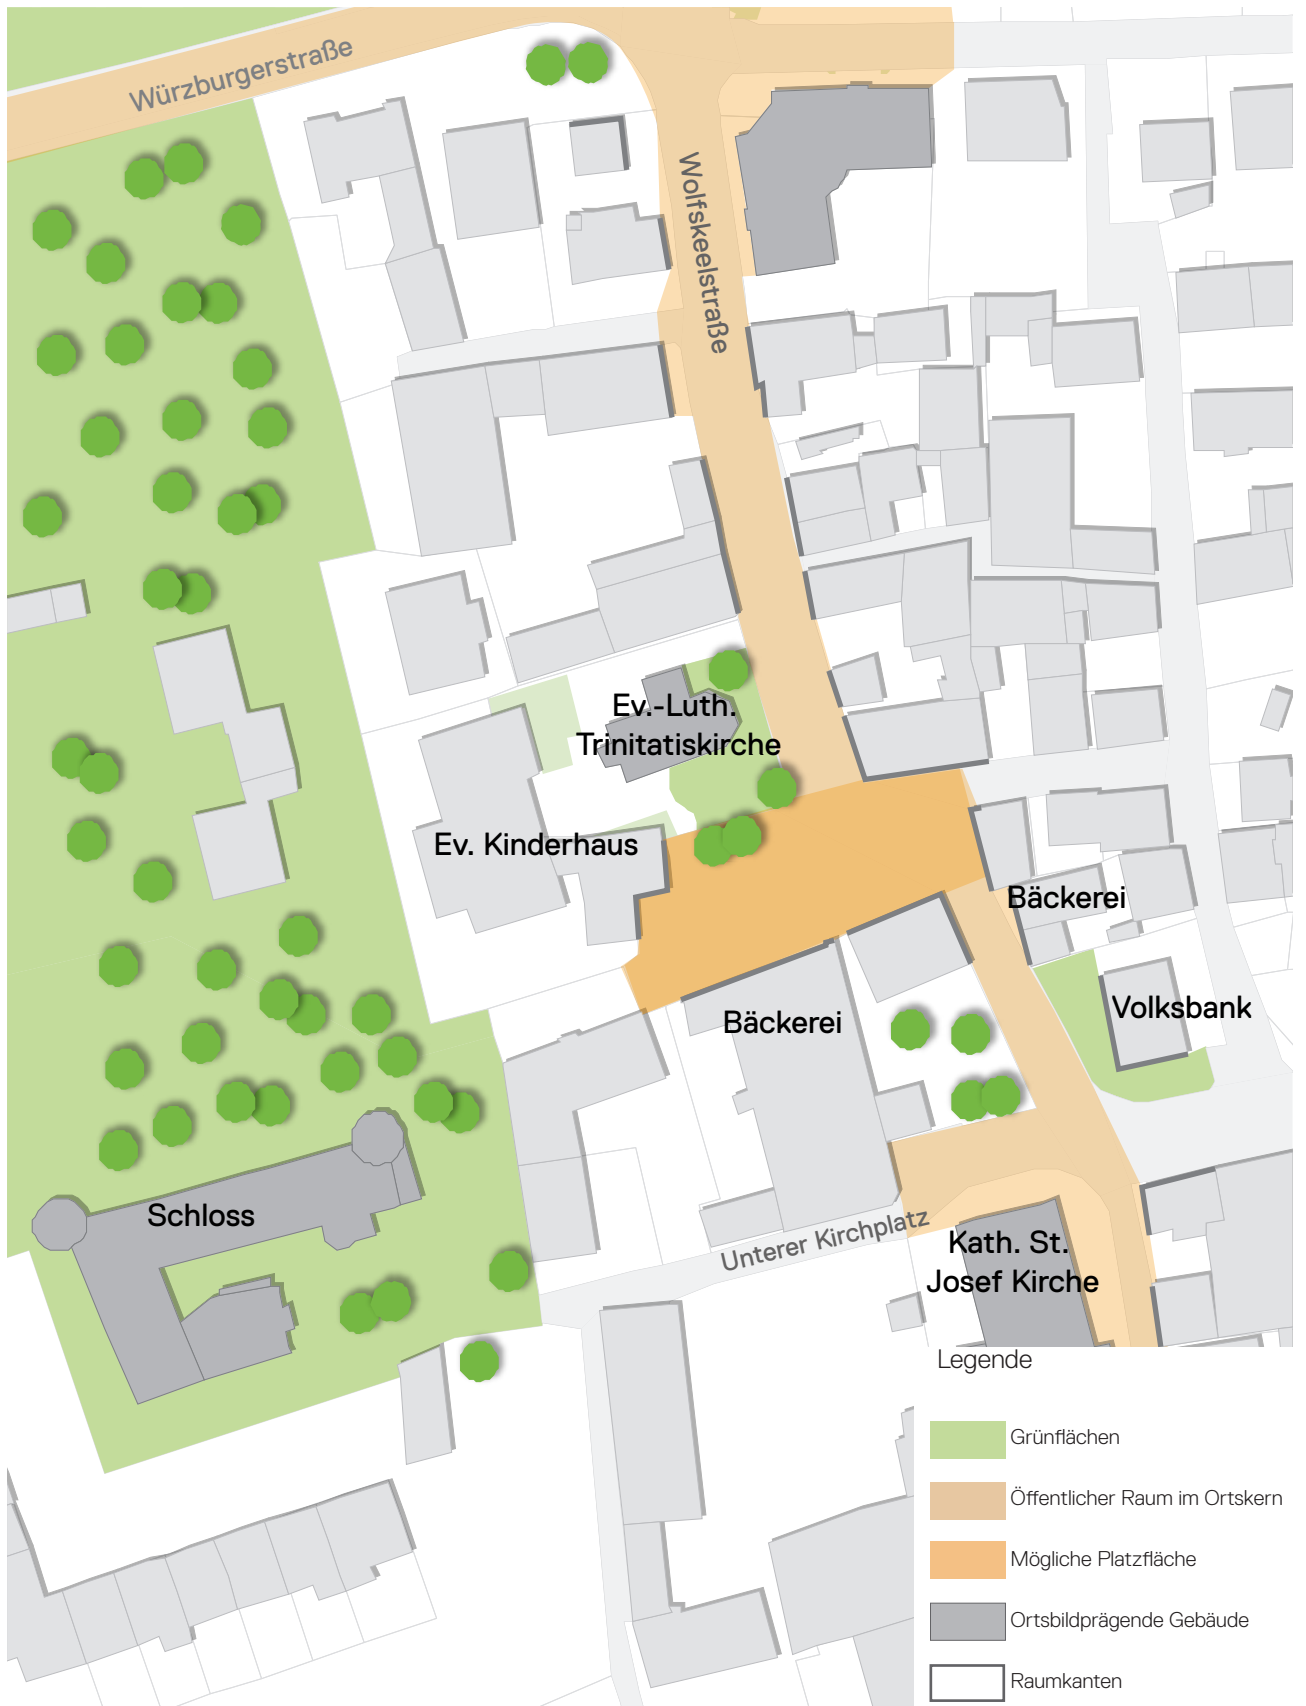 Würzburgerstraße
Wolfskeelstraße
Ev.-Luth.
Trinitatiskirche
Ev. Kinderhaus
Bäckerei
Volksbank
Bäckerei
Schloss
Unterer Kirchplatz
Kath. St.
Josef Kirche
Legende
Grünflächen
Öffentlicher Raum im Ortskern
Mögliche Platzfläche
Ortsbildprägende Gebäude
Raumkanten